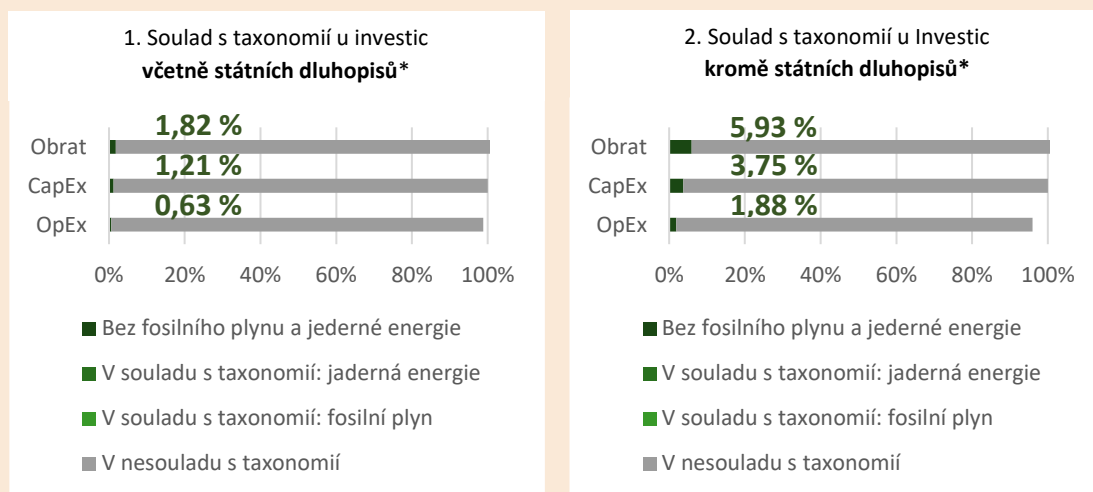 1. Soulad s taxonomií u investic
včetně státních dluhopisů*
1,82 %
Obrat
1,21 %
CapEx
0,63 %
OpEx
0% 20% 40% 60% 80% 100%
Bez fosilního plynu a jederné energie
V souladu s taxonomií: jaderná energie
V souladu s taxonomií: fosilní plyn
V nesouladu s taxonomií
2. Soulad s taxonomií u Investic
kromě státních dluhopisů*
5,93 %
Obrat
3,75 %
CapEx
1,88 %
OpEx
0% 20% 40% 60% 80% 100%
Bez fosilního plynu a jederné energie
V souladu s taxonomií: jaderná energie
V souladu s taxonomií: fosilní plyn
V nesouladu s taxonomií